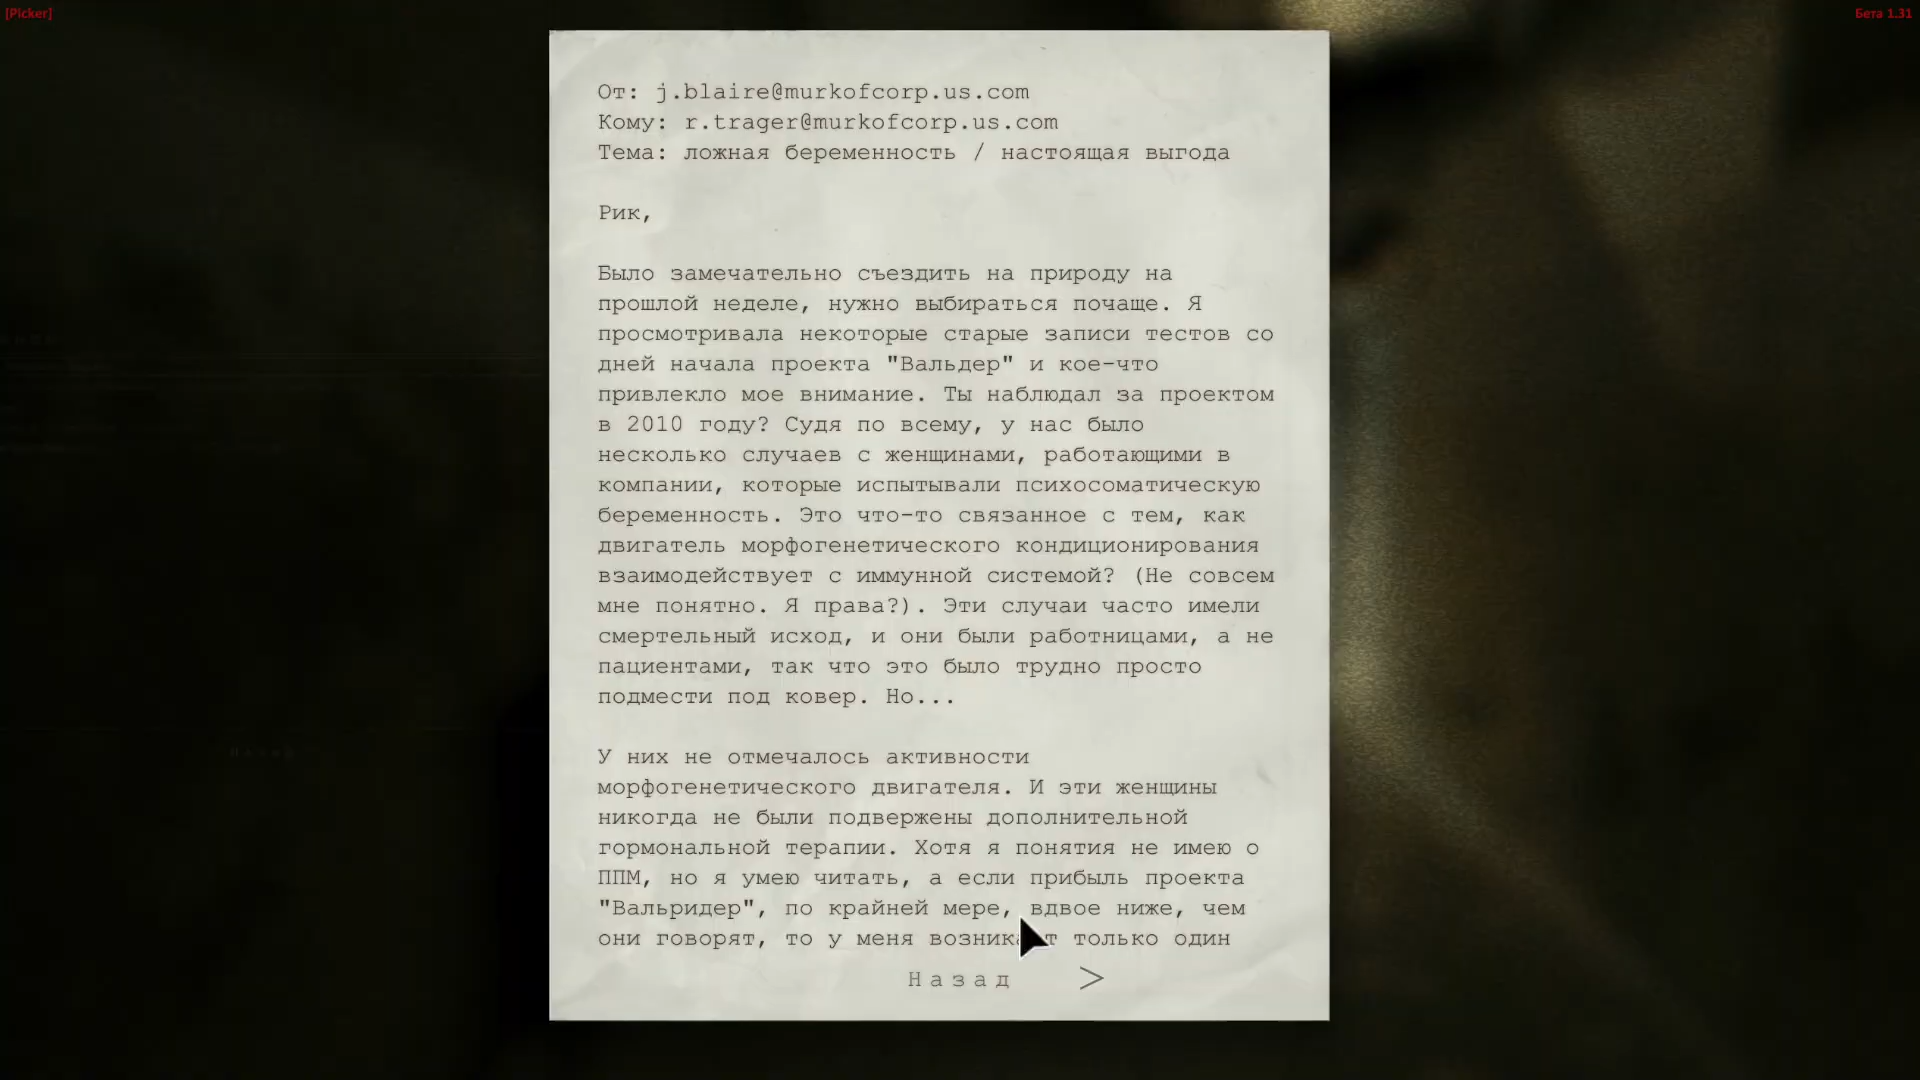 [Picker]
Бета 1.31
От: j.blaire@murkofcorp.us.com
Кому: r.trager@murkofcorp.us.com
Тема: ложная беременность / настоящая выгода
Рик,
Было замечательно съездить на природу на
прошлой неделе, нужно выбираться почаще. Я
просмотривала некоторые старые записи тестов со
дней начала проекта "Вальдер" и кое-что
привлекло мое внимание. Ты наблюдал за проектом
в 2010 году? Судя по всему, у нас было
несколько случаев с женщинами, работающими в
компании, которые испытывали психосоматическую
беременность. Это что-то связанное с тем, как
двигатель морфогенетического кондиционирования
взаимодействует с иммунной системой? (Не совсем
мне понятно. Я права?). Эти случаи часто имели
смертельный исход, и они были работницами, а не
пациентами, так что это было трудно просто
подмести под ковер. Но...
У них не отмечалось активности
морфогенетического двигателя. И эти женщины
никогда не были подвержены дополнительной
гормональной терапии. Хотя я понятия не имею о
ППМ, но я умею читать, а если прибыль проекта
"Вальридер", по крайней мере, вдвое ниже, чем
они говорят, то у меня возникает только один
Назад >